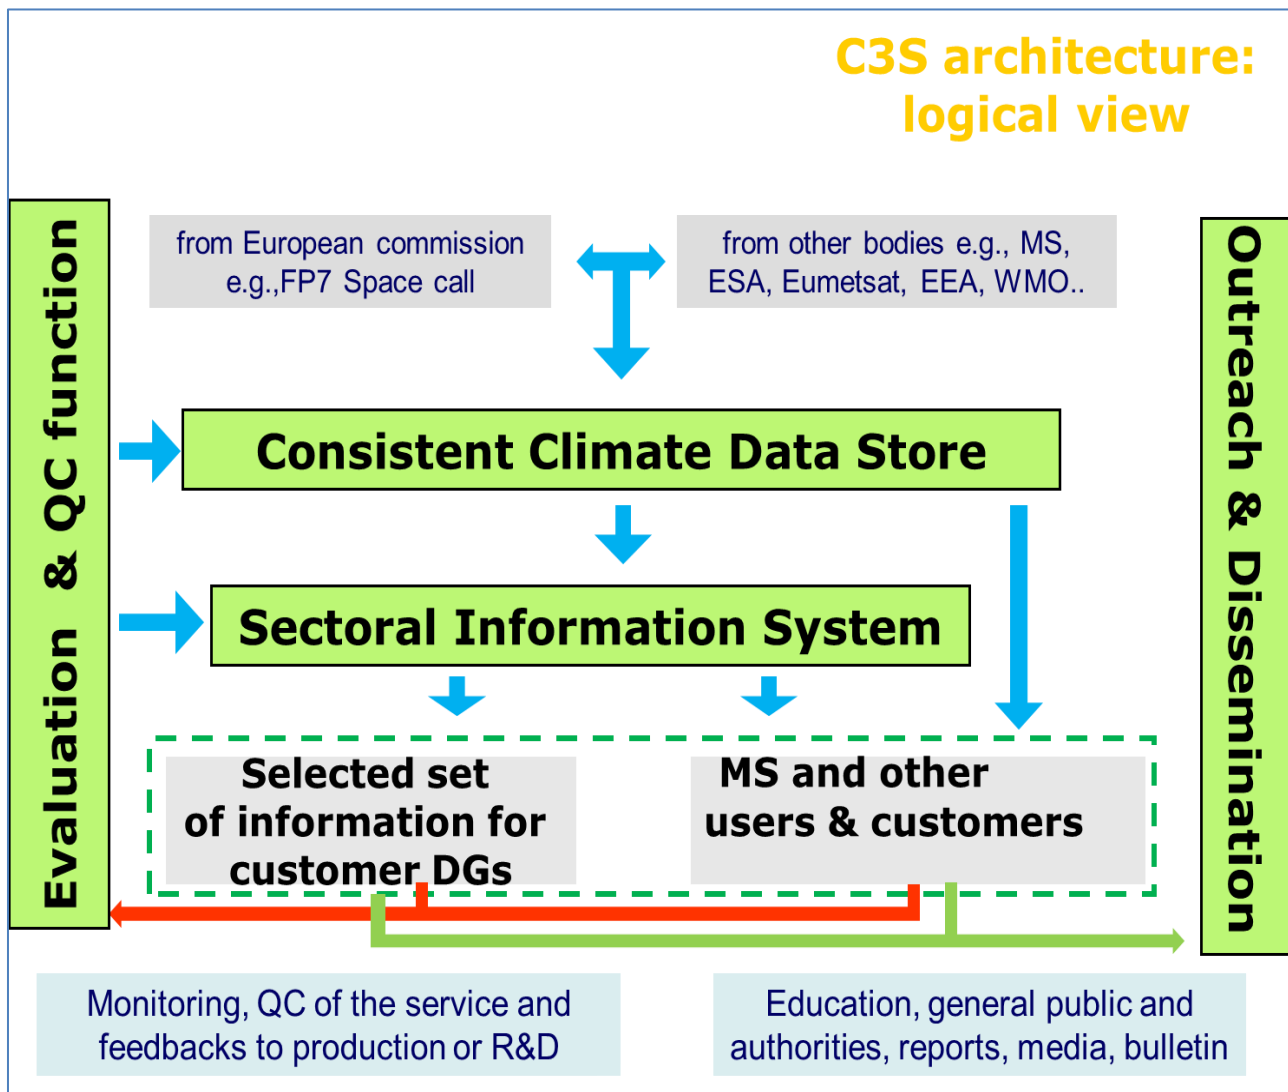 C3S architecture:
logical view
Evaluation & QC function
from European commission
e.g.,FP7 Space call
from other bodies e.g., MS,
ESA, Eumetsat, EEA, WMO..
Outreach & Dissemination
Consistent Climate Data Store
Sectoral Information System
Selected set
of information for
customer DGs
MS and other
users & customers
Monitoring, QC of the service and
feedbacks to production or R&D
Education, general public and
authorities, reports, media, bulletin